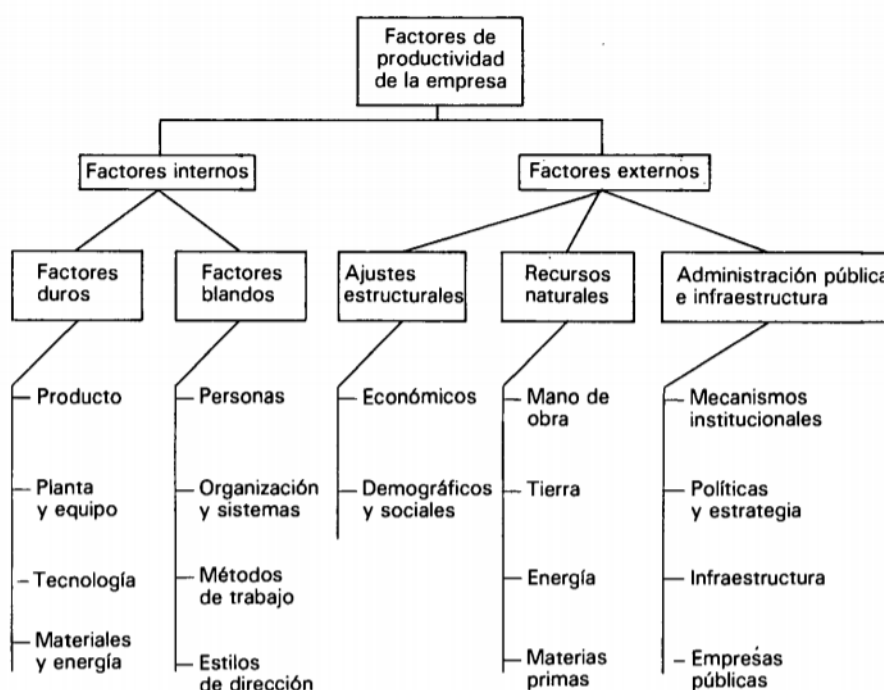 Factores de
productividad
de la empresa
Factores internos
Factores externos
Factores
duros
Factores
blandos
Ajustes
estructurales
Recursos
naturales
Administración pública
e infraestructura
Producto
Planta
y equipo
Tecnología
Materiales
y energía
Personas
Organización
y sistemas
Métodos
de trabajo
Estilos
de dirección
Económicos
Demográficos
y sociales
Mano de
obra
Tierra
Energía
Materias
primas
Mecanismos
institucionales
Políticas
y estrategia
Infraestructura
Empresas
públicas